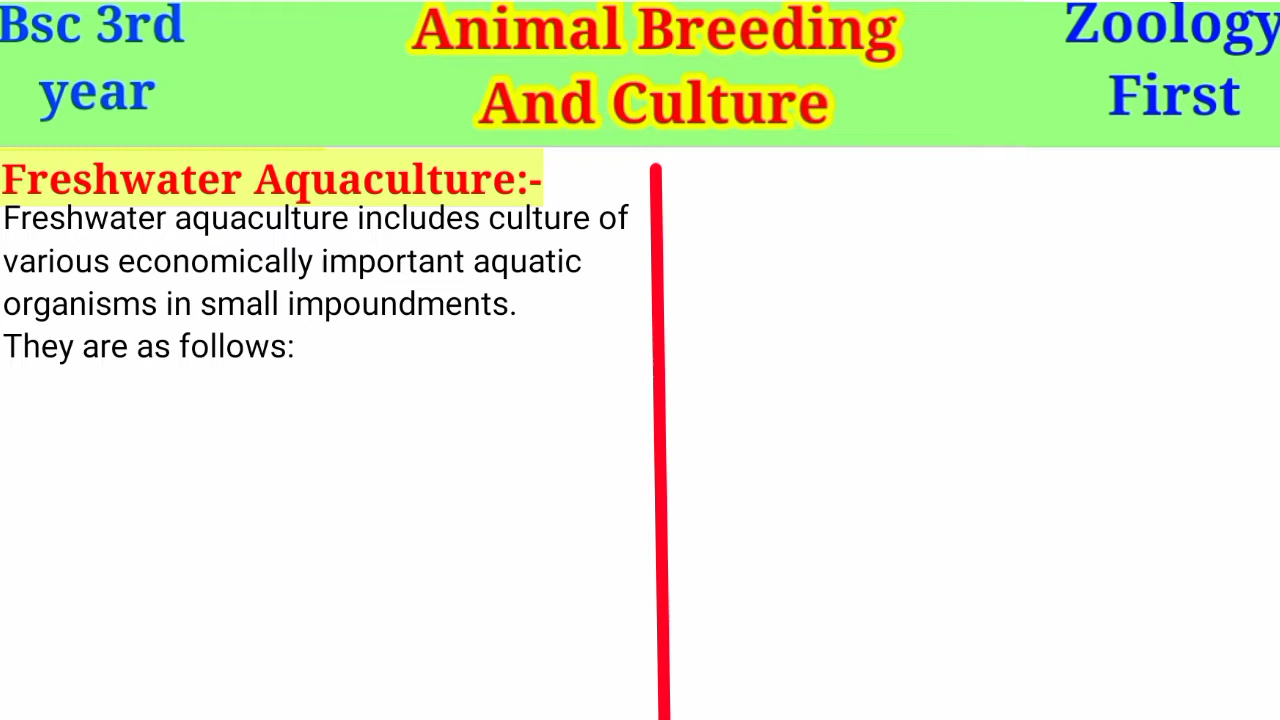 Bsc 3rd
year
Animal Breeding
And Culture
Zoology
First
Freshwater Aquaculture:-
Freshwater aquaculture includes culture of
various economically important aquatic
organisms in small impoundments.
They are as follows: